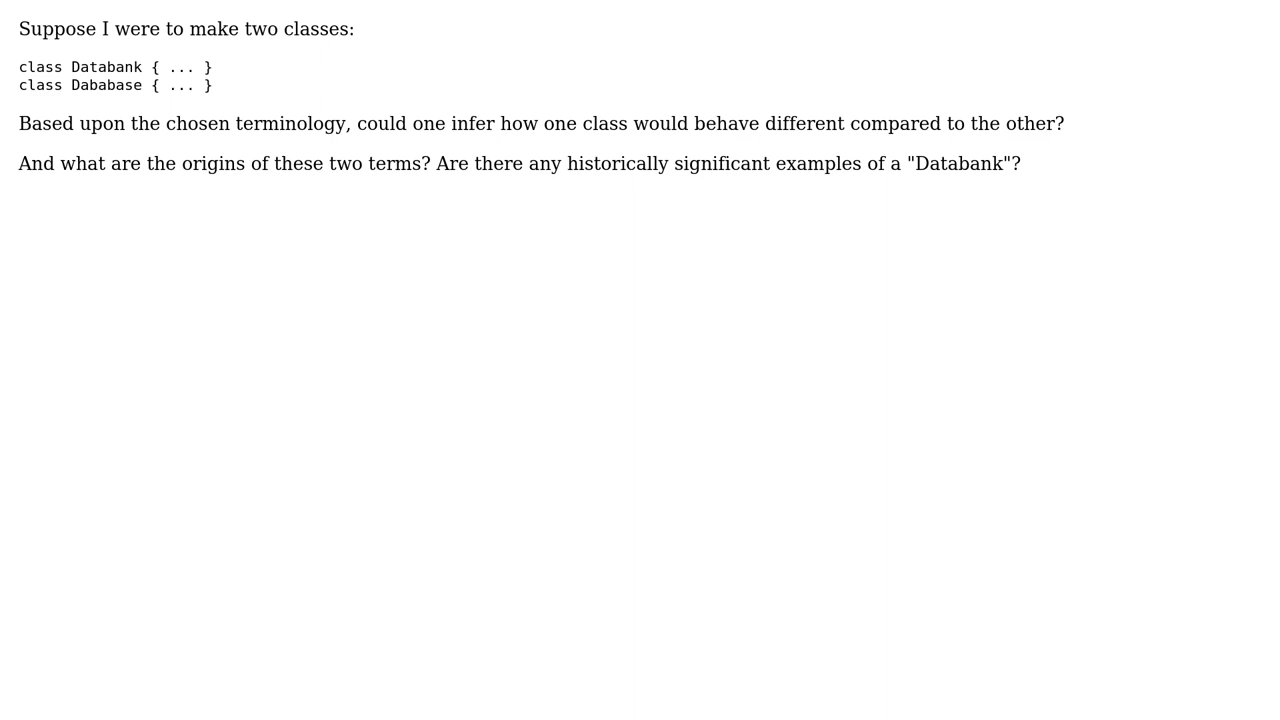 Suppose I were to make two classes:
class Databank { ... }
class Dababase { ... }
Based upon the chosen terminology, could one infer how one class would behave different compared to the other?
And what are the origins of these two terms? Are there any historically significant examples of a "Databank"?